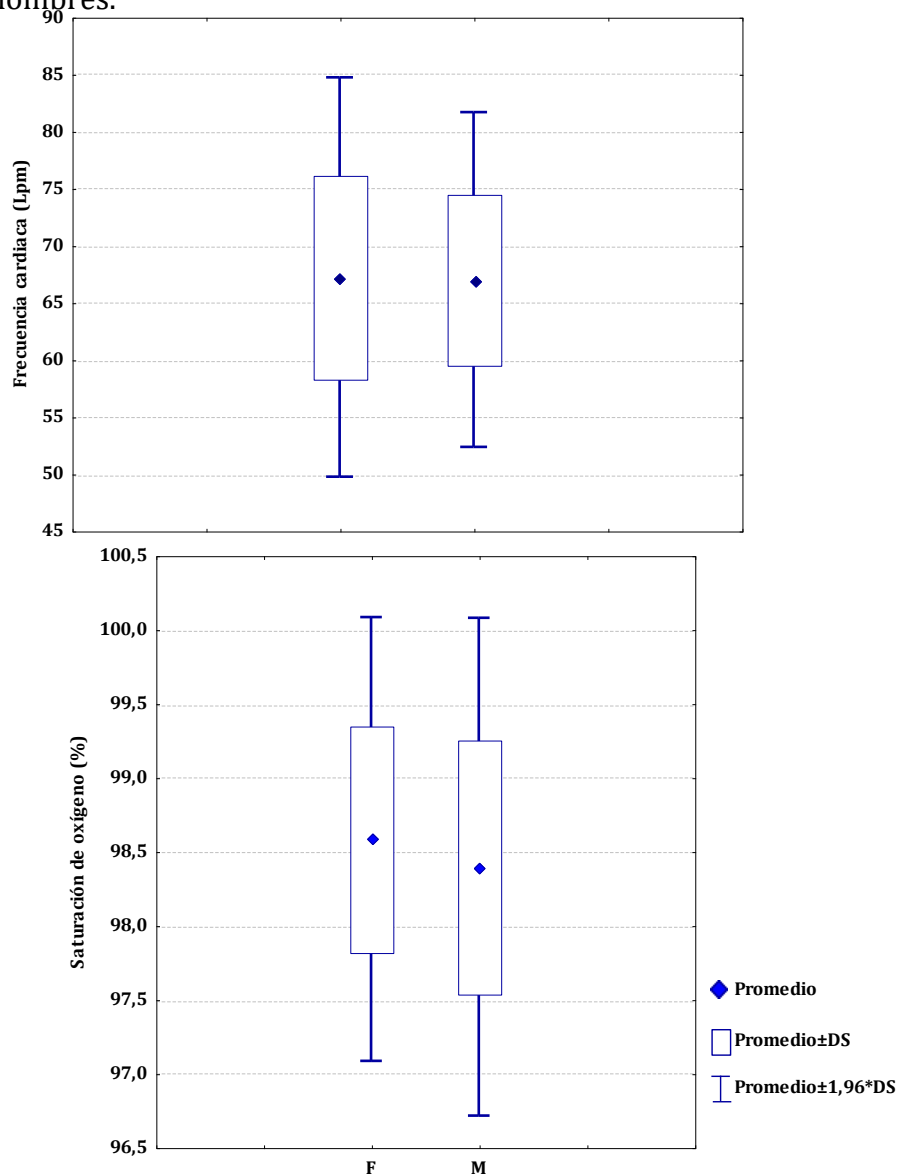 hombres.
90
85
80
75
70
65
60
55
50
45
Frecuencia cardiaca (Lpm)
100,5
100,0
99,5
99,0
98,5
98,0
97,5
97,0
96,5
Saturación de oxígeno (%)
F M
Promedio
Promedio±DS
Promedio±1,96*DS